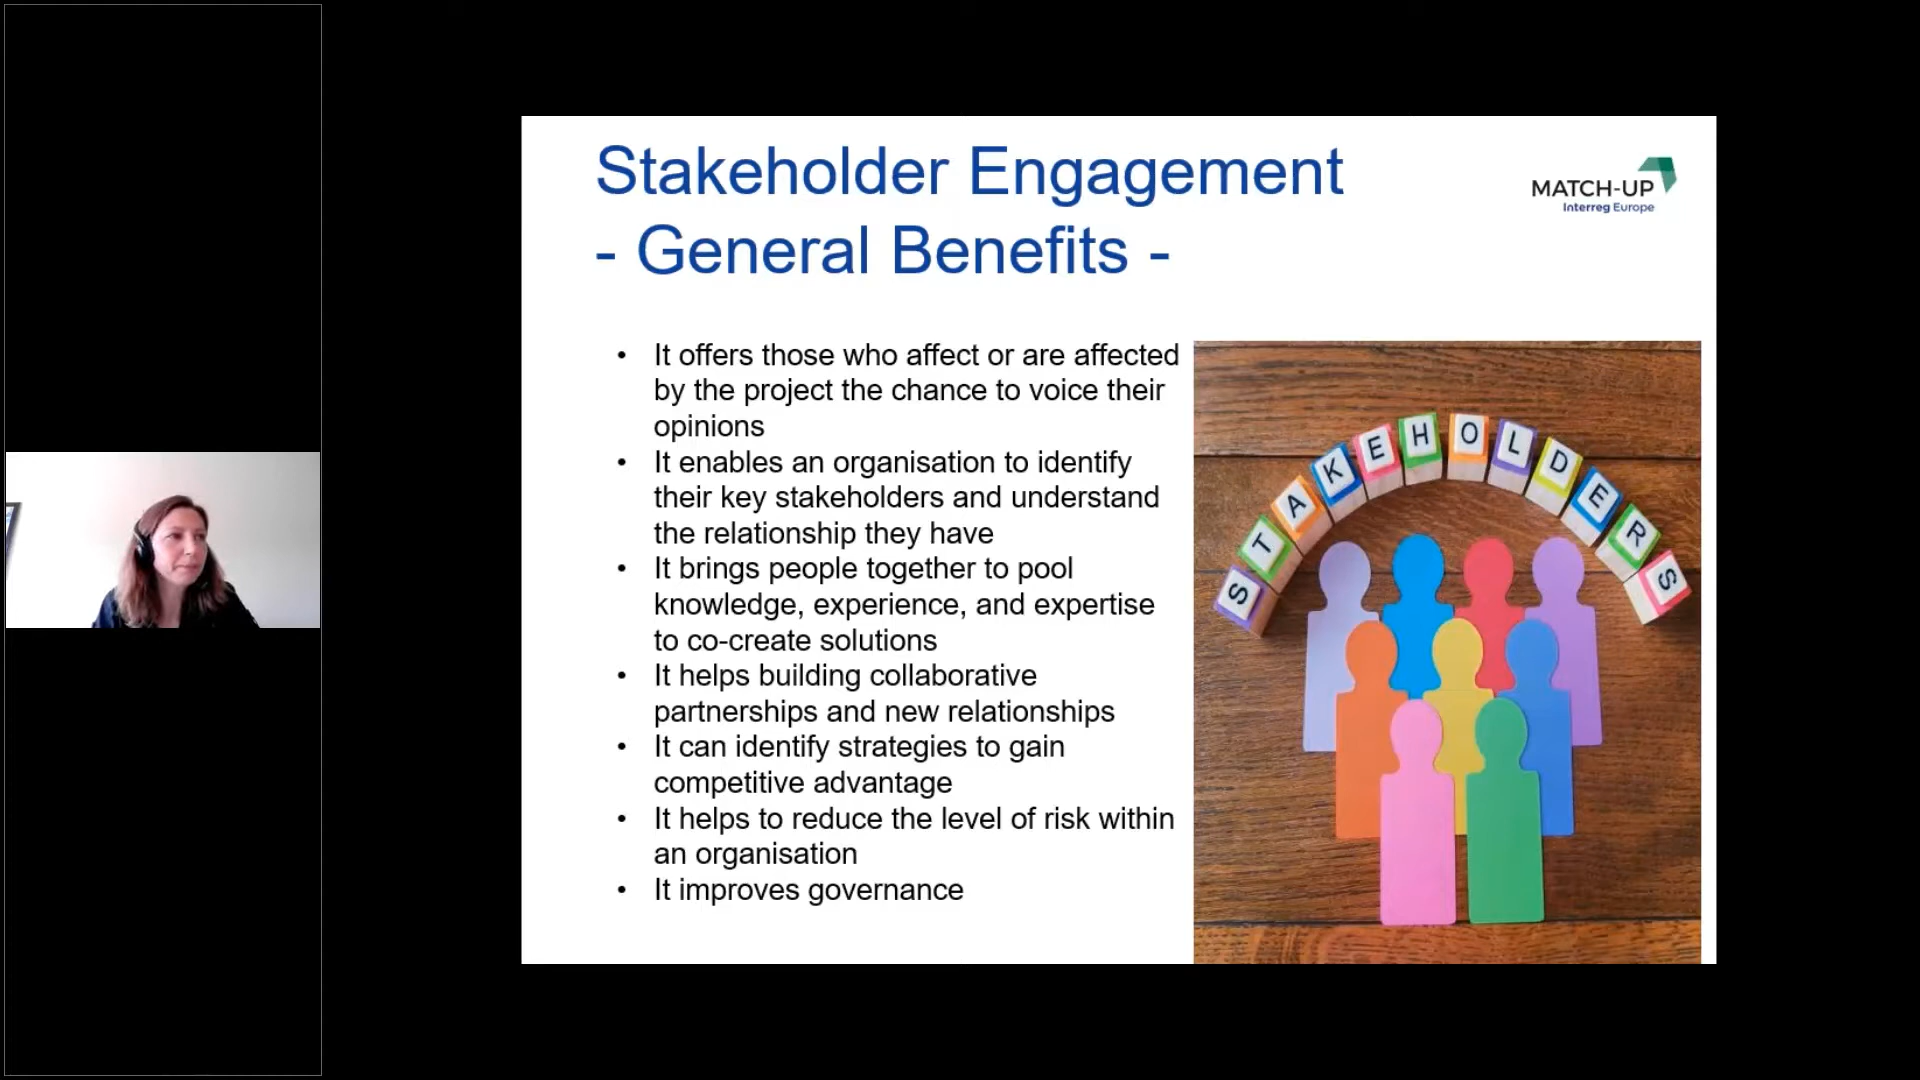 Stakeholder Engagement
- General Benefits -
MATCH-UP
Interreg Europe
• It offers those who affect or are affected
by the project the chance to voice their
opinions
• It enables an organisation to identify
their key stakeholders and understand
the relationship they have
• It brings people together to pool
knowledge, experience, and expertise
to co-create solutions
• It helps building collaborative
partnerships and new relationships
• It can identify strategies to gain
competitive advantage
• It helps to reduce the level of risk within
an organisation
• It improves governance
STAKEHOLDERS